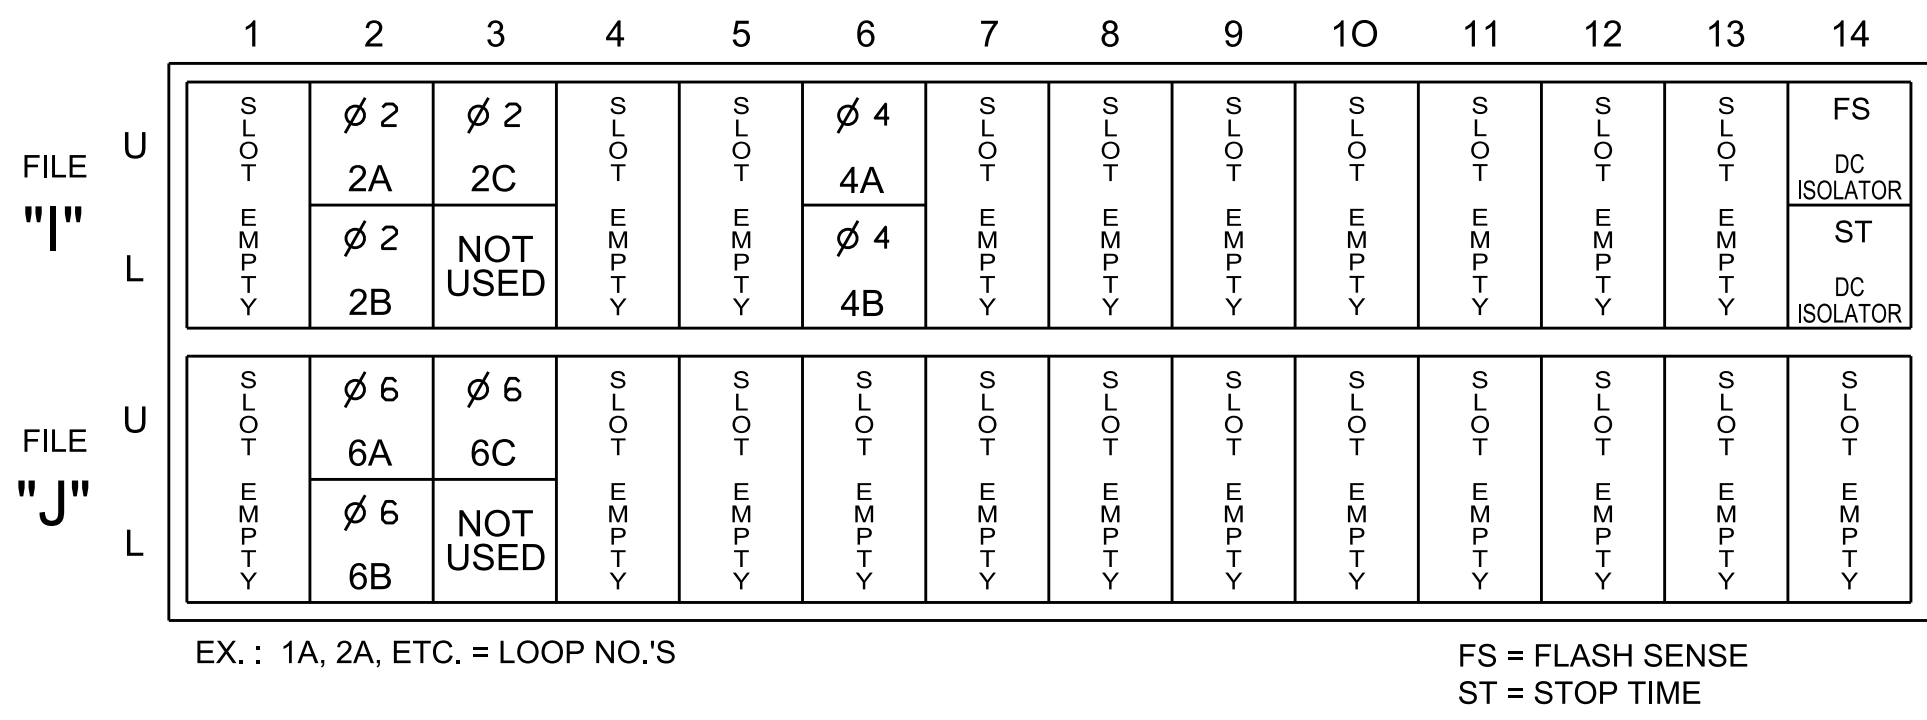 1 2 3 4 5 6 7 8 9 10 11 12 13 14
FILE "I"
U
L
SLOT EMPTY
ø 2
2A
ø 2
2B
ø 2
2C
NOT USED
SLOT EMPTY
SLOT EMPTY
ø 4
4A
ø 4
4B
SLOT EMPTY
SLOT EMPTY
SLOT EMPTY
SLOT EMPTY
SLOT EMPTY
SLOT EMPTY
SLOT EMPTY
FS
DC
ISOLATOR
ST
DC
ISOLATOR
FILE "J"
U
L
SLOT EMPTY
ø 6
6A
ø 6
6B
ø 6
6C
NOT USED
SLOT EMPTY
SLOT EMPTY
SLOT EMPTY
SLOT EMPTY
SLOT EMPTY
SLOT EMPTY
SLOT EMPTY
SLOT EMPTY
SLOT EMPTY
SLOT EMPTY
SLOT EMPTY
EX. : 1A, 2A, ETC. = LOOP NO.'S
FS = FLASH SENSE
ST = STOP TIME